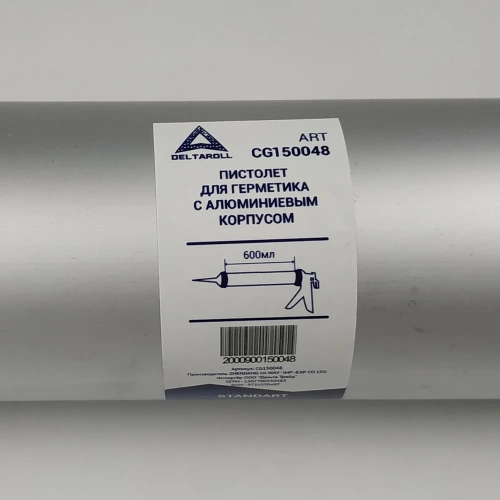 DELTAROLL
ART
CG150048
ПИСТОЛЕТ
ДЛЯ ГЕРМЕТИКА
С АЛЮМИНИЕВЫМ
КОРПУСОМ
600мл
2000900150048
Артикул: CG150048
STANDART